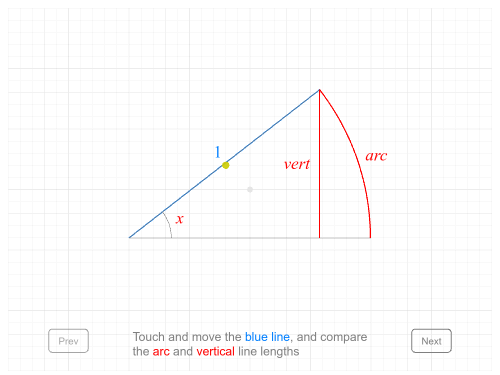 1
vert
arc
x
Prev
Touch and move the blue line, and compare
the arc and vertical line lengths
Next